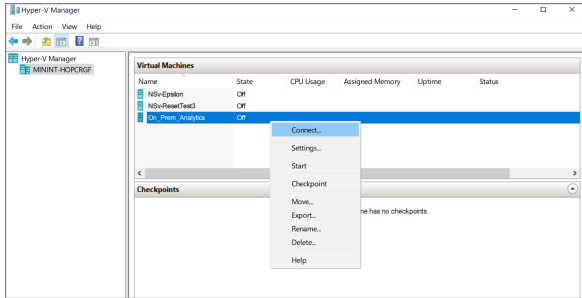 Hyper-V Manager
File Action View Help
Hyper-V Manager
MININT-HOPCRGF
Virtual Machines
Name State CPU Usage Assigned Memory Uptime Status
NSv-Epsilon Off
NSv-ResetTest3 Off
On_Prem_Analytics Off
Connect...
Settings...
Start
Checkpoint
Move...
Export...
Rename...
Delete...
Help
Checkpoints
ne has no checkpoints.